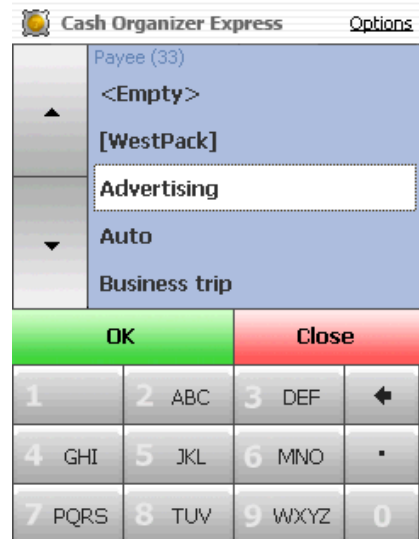 Cash Organizer Express Options
Payee (33)
<Empty>
[WestPack]
Advertising
Auto
Business trip
OK Close
1 2 ABC 3 DEF
4 GHI 5 JKL 6 MNO .
7 PQRS 8 TUV 9 WXYZ 0